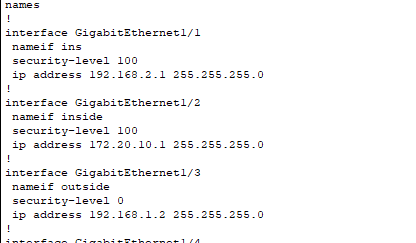 names
!
interface GigabitEthernet1/1
 nameif ins
 security-level 100
 ip address 192.168.2.1 255.255.255.0
!
interface GigabitEthernet1/2
 nameif inside
 security-level 100
 ip address 172.20.10.1 255.255.255.0
!
interface GigabitEthernet1/3
 nameif outside
 security-level 0
 ip address 192.168.1.2 255.255.255.0
!
interface GigabitEthernet1/4